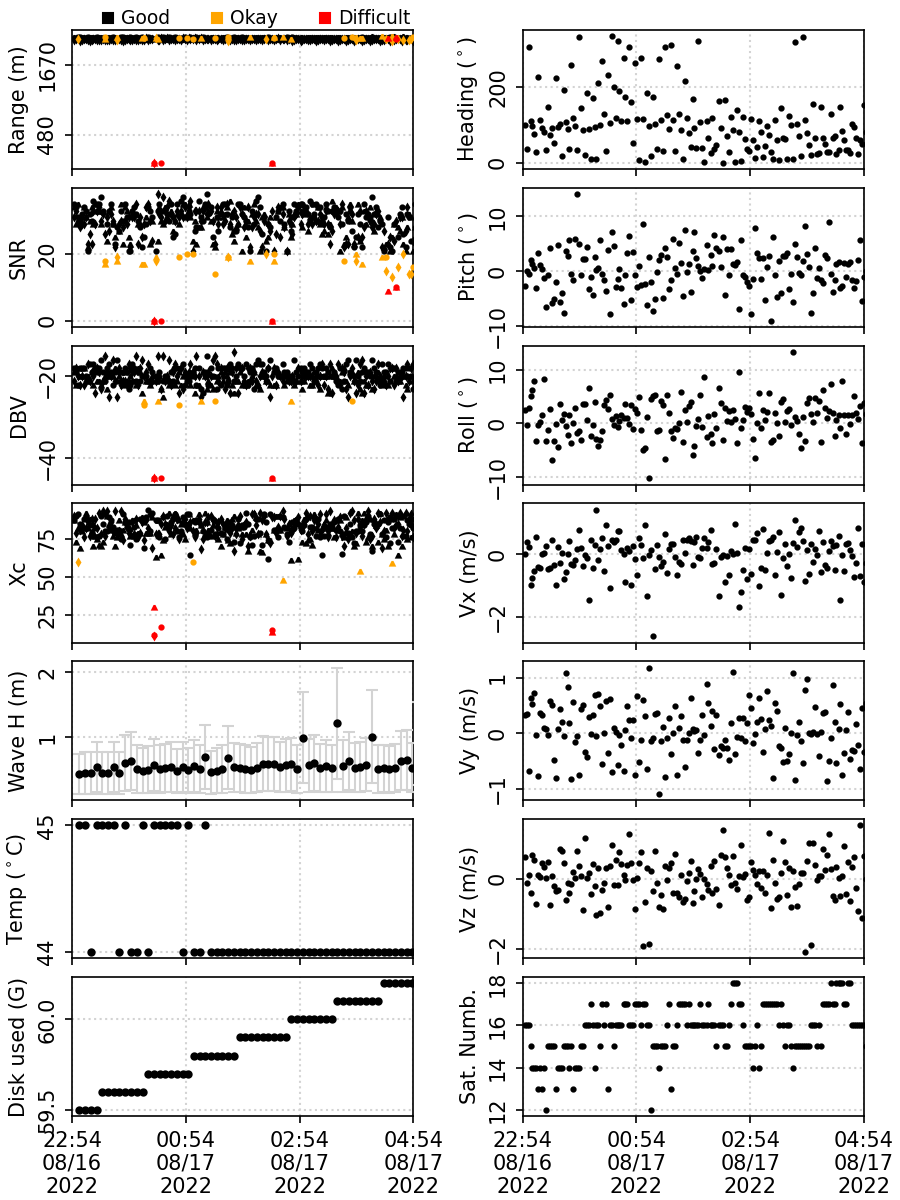 Good Okay Difficult
Range (m)
1670
480
Heading (°)
200
0
SNR
20
0
Pitch (°)
10
0
−10
DBV
−20
−40
Roll (°)
10
0
−10
Xc
75
50
25
Vx (m/s)
0
−2
Wave H (m)
2
1
Vy (m/s)
1
0
−1
Temp (°C)
45
44
Vz (m/s)
0
−2
Disk used (G)
60.0
59.5
Sat. Numb.
18
16
14
12
22:54 00:54 02:54 04:54 22:54 00:54 02:54 04:54
08/16 08/17 08/17 08/17 08/16 08/17 08/17 08/17
2022 2022 2022 2022 2022 2022 2022 2022